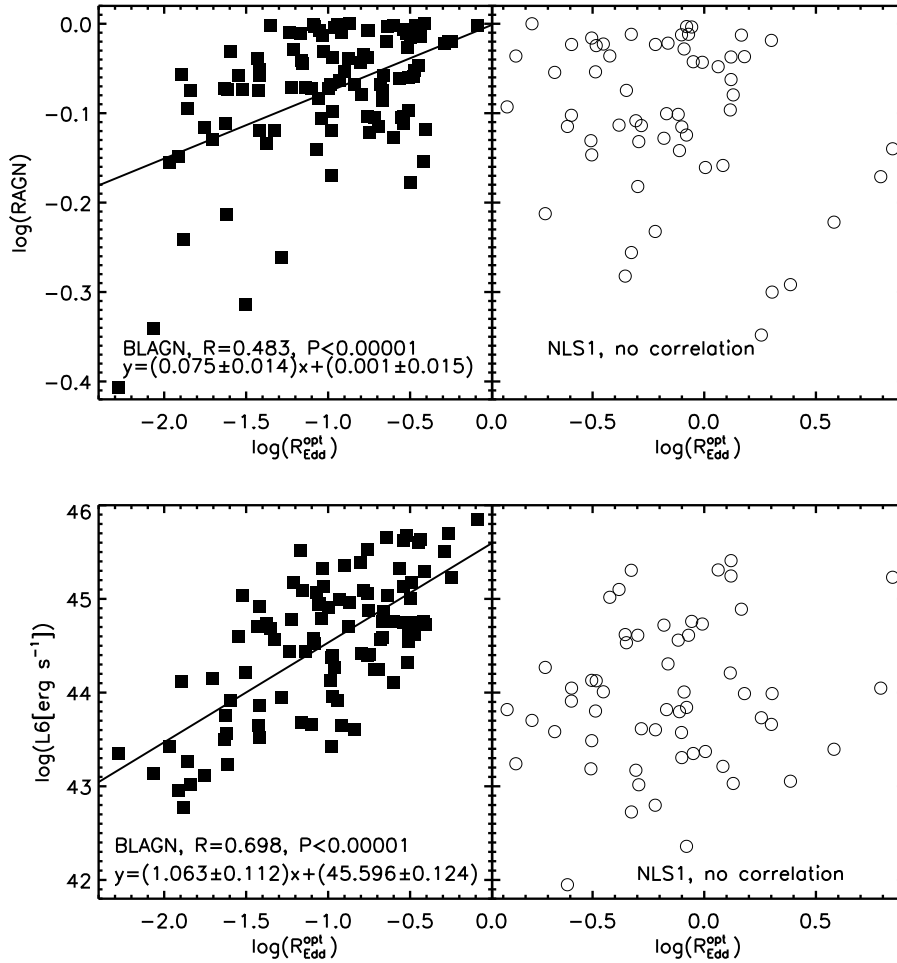 0.0
−0.1
−0.2
−0.3
−0.4
log(RAGN)
BLAGN, R=0.483, P<0.00001
y=(0.075±0.014)x+(0.001±0.015)
NLS1, no correlation
−2.0 −1.5 −1.0 −0.5 0.0 −0.5 0.0 0.5
log(R^opt_Edd) log(R^opt_Edd)
46
45
44
43
42
log(L6[erg s⁻¹])
BLAGN, R=0.698, P<0.00001
y=(1.063±0.112)x+(45.596±0.124)
NLS1, no correlation
−2.0 −1.5 −1.0 −0.5 0.0 −0.5 0.0 0.5
log(R^opt_Edd) log(R^opt_Edd)